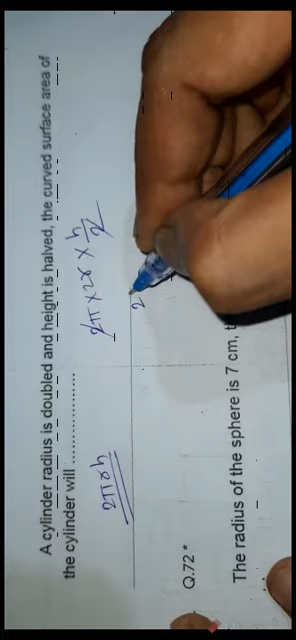 A cylinder radius is doubled and height is halved, the curved surface area of
the cylinder will ..................
2πrh 2π×2r×h/2
2
Q.72*
The radius of the sphere is 7 cm,